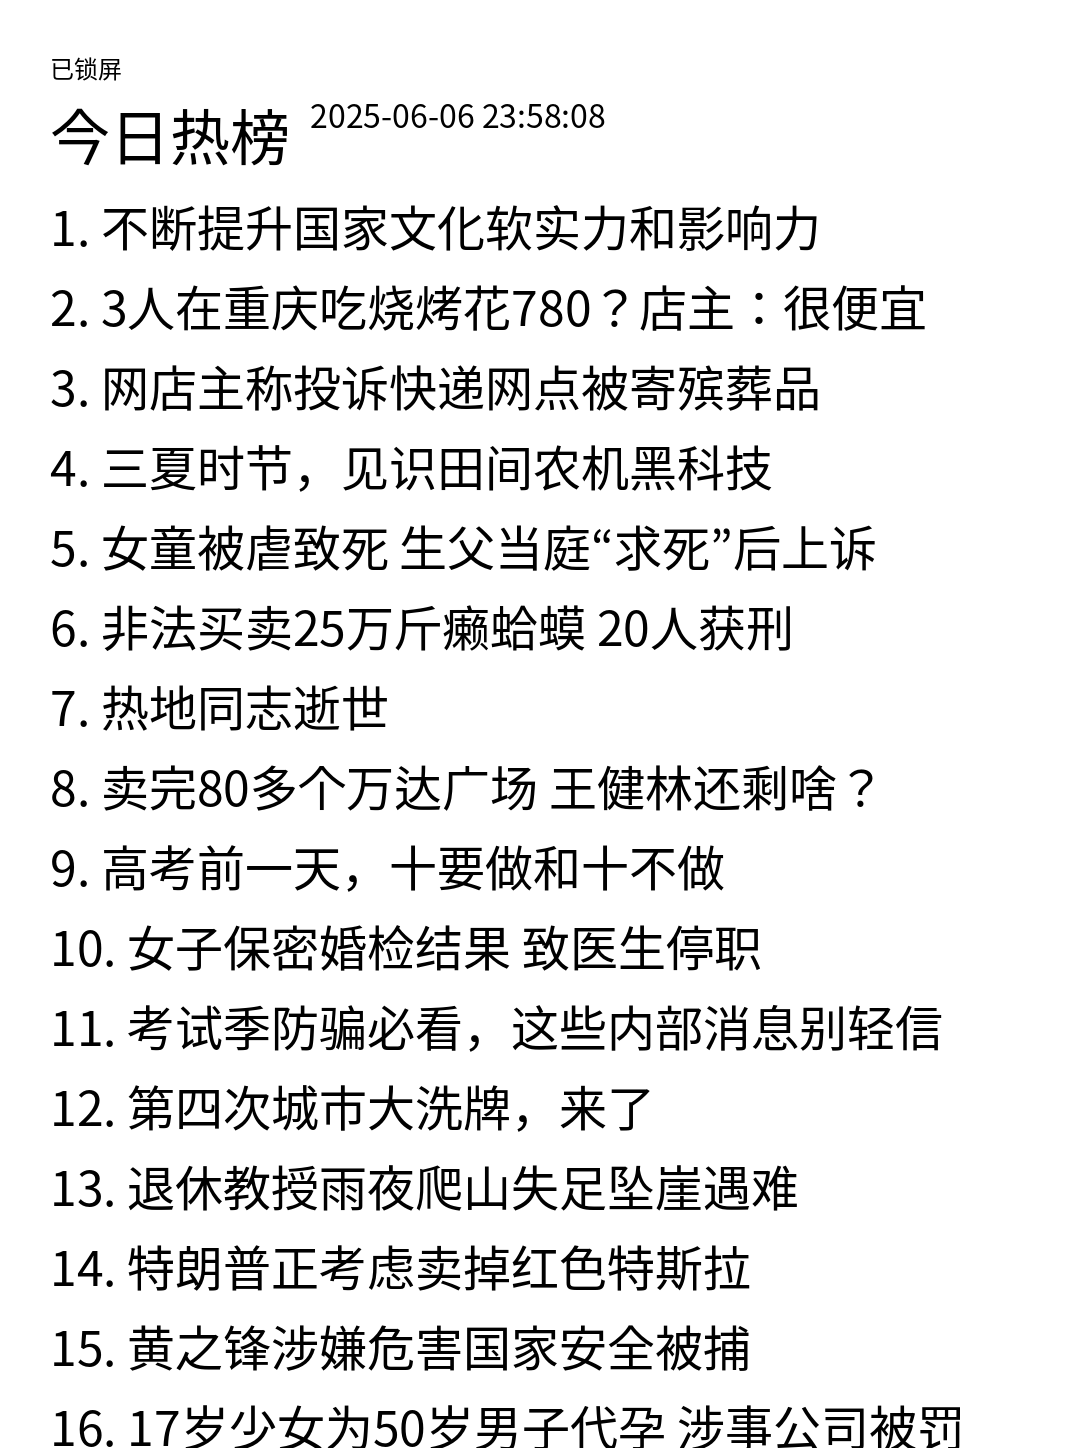 已锁屏
今日热榜 2025-06-06 23:58:08
1. 不断提升国家文化软实力和影响力
2. 3人在重庆吃烧烤花780？店主：很便宜
3. 网店主称投诉快递网点被寄殡葬品
4. 三夏时节，见识田间农机黑科技
5. 女童被虐致死 生父当庭“求死”后上诉
6. 非法买卖25万斤癞蛤蟆 20人获刑
7. 热地同志逝世
8. 卖完80多个万达广场 王健林还剩啥？
9. 高考前一天，十要做和十不做
10. 女子保密婚检结果 致医生停职
11. 考试季防骗必看，这些内部消息别轻信
12. 第四次城市大洗牌，来了
13. 退休教授雨夜爬山失足坠崖遇难
14. 特朗普正考虑卖掉红色特斯拉
15. 黄之锋涉嫌危害国家安全被捕
16. 17岁少女为50岁男子代孕 涉事公司被罚